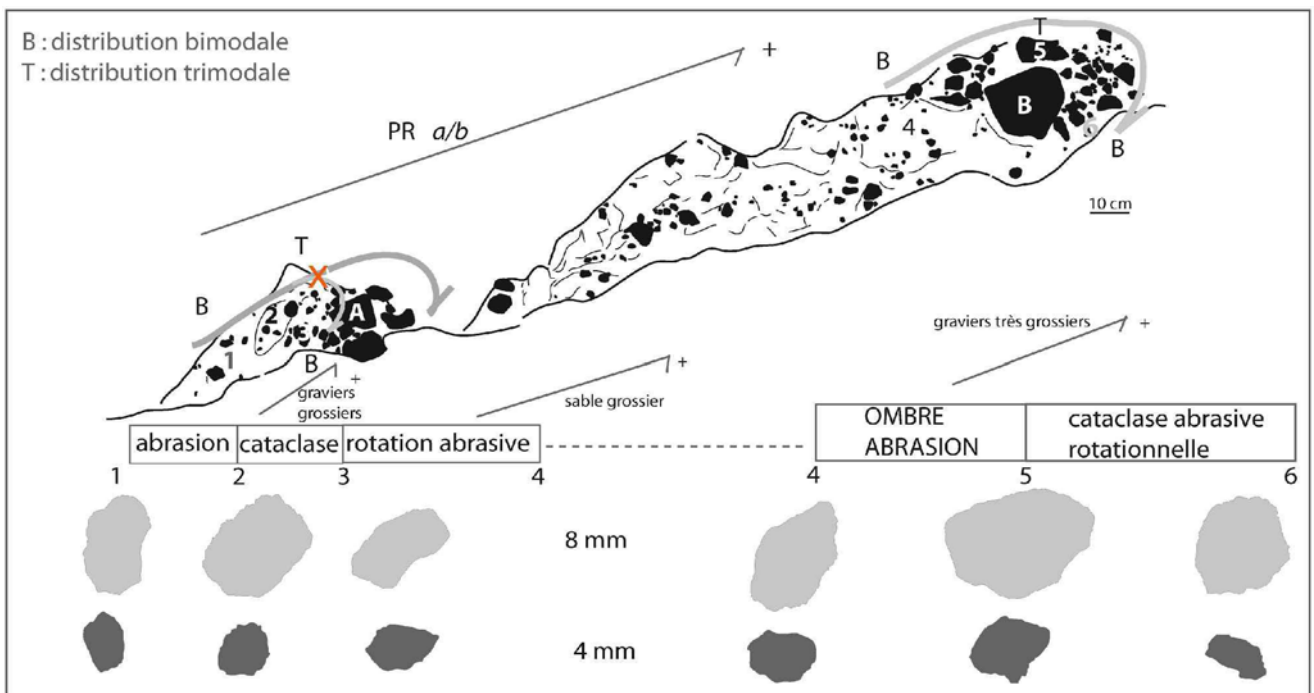 B : distribution bimodale
T : distribution trimodale
PR a/b
+
T
B
5
B
4
6
B
10 cm
T
X
B
2
A
3
1
B
+
graviers
grossiers
+
sable grossier
graviers très grossiers
+
abrasion cataclase rotation abrasive
OMBRE
ABRASION
cataclase abrasive
rotationnelle
1 2 3 4 4 5 6
8 mm
4 mm